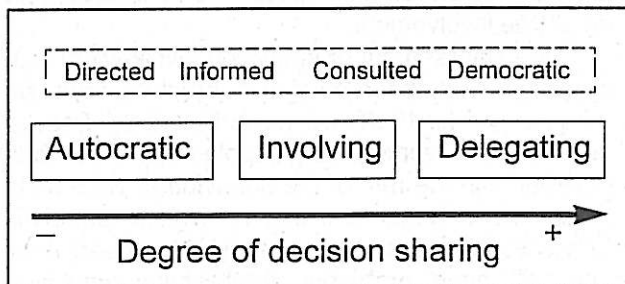 Directed Informed Consulted Democratic
Autocratic Involving Delegating
– +
Degree of decision sharing